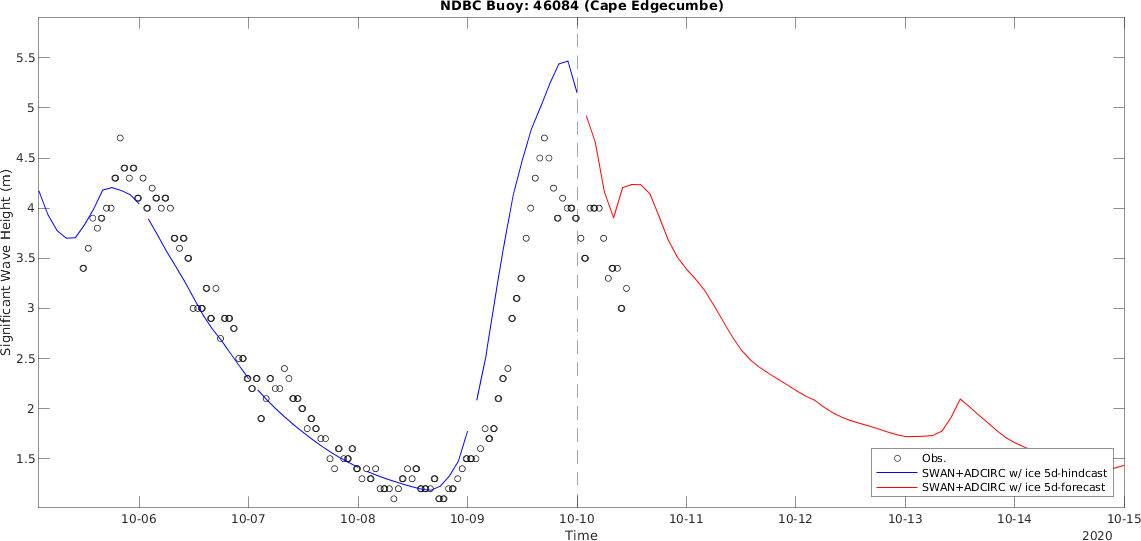 NDBC Buoy: 46084 (Cape Edgecumbe)
Significant Wave Height (m)
5.5
5
4.5
4
3.5
3
2.5
2
1.5
Obs.
SWAN+ADCIRC w/ ice 5d-hindcast
SWAN+ADCIRC w/ ice 5d-forecast
10-06 10-07 10-08 10-09 10-10 10-11 10-12 10-13 10-14 10-15
Time
2020